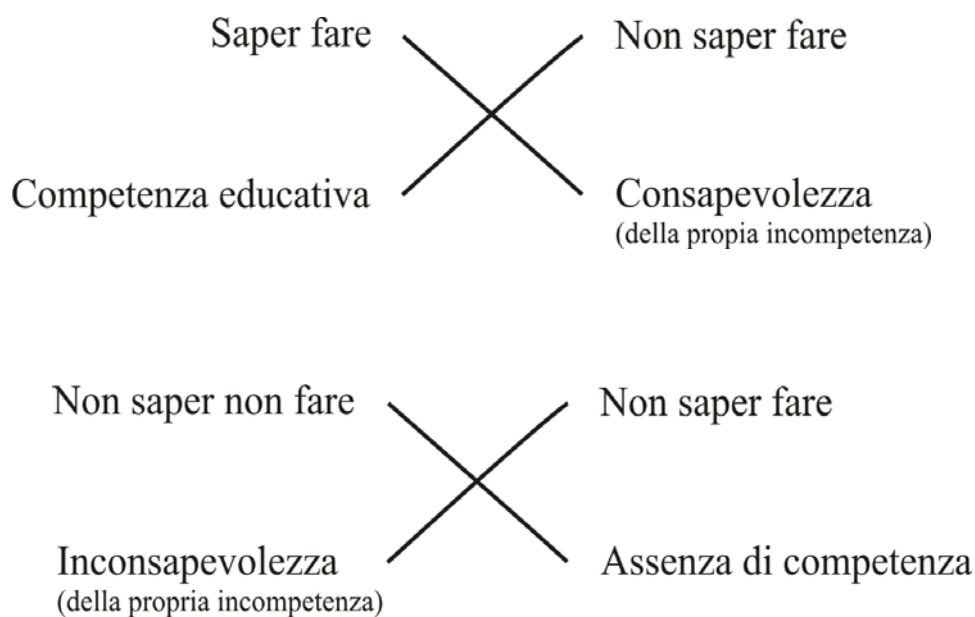 Saper fare
Non saper fare
Competenza educativa
Consapevolezza
(della propia incompetenza)
Non saper non fare
Non saper fare
Inconsapevolezza
(della propria incompetenza)
Assenza di competenza